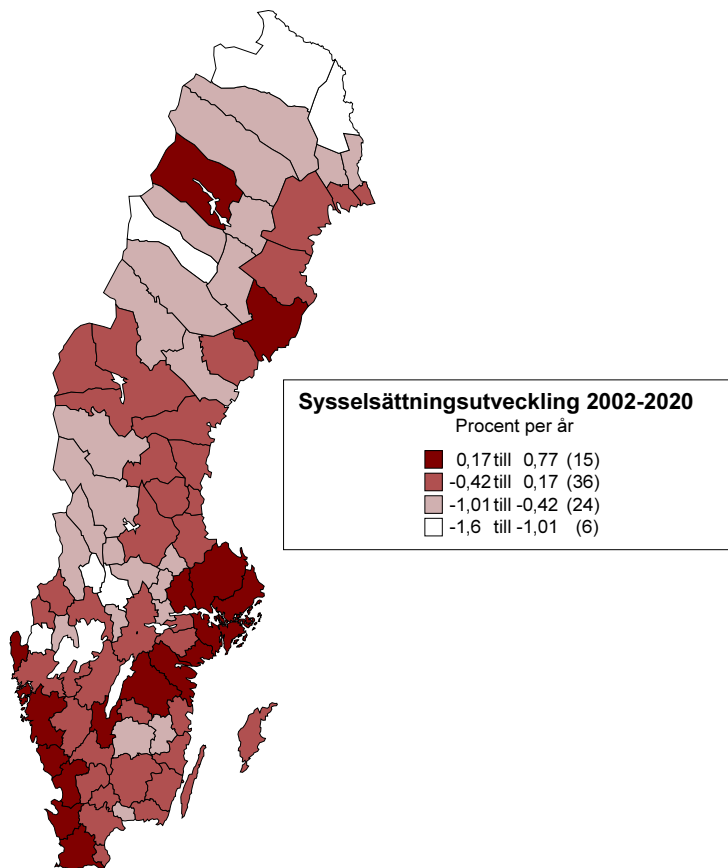 Sysselsättningsutveckling 2002-2020
Procent per år
0,17 till 0,77 (15)
-0,42 till 0,17 (36)
-1,01 till -0,42 (24)
-1,6 till -1,01 (6)